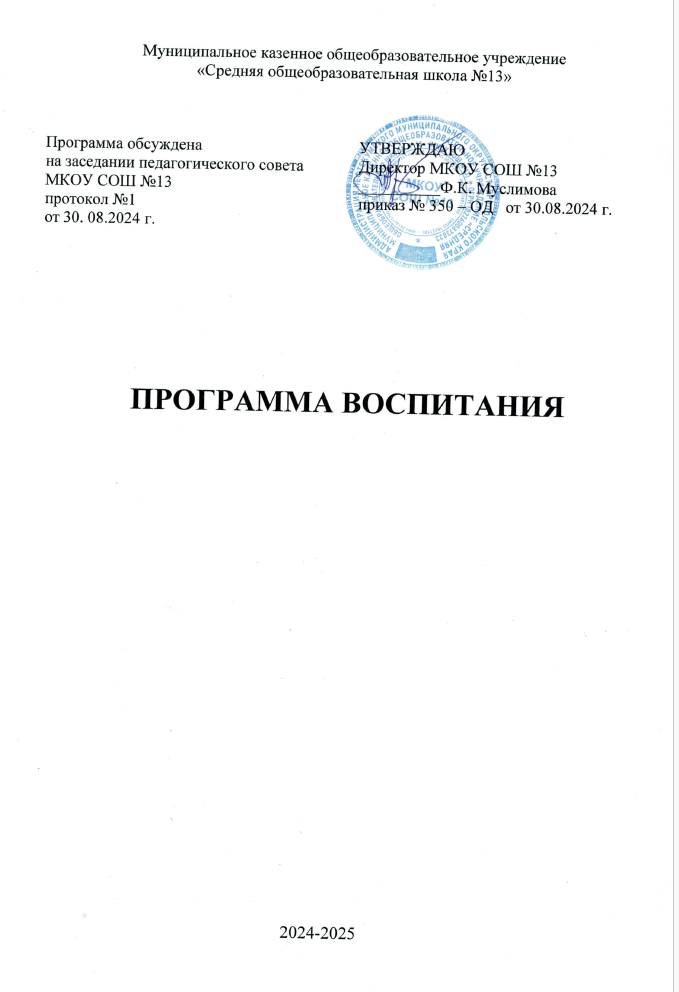 Муниципальное казенное общеобразовательное учреждение
«Средняя общеобразовательная школа №13»
Программа обсуждена
на заседании педагогического совета
МКОУ СОШ №13
протокол №1
от 30. 08.2024 г.
УТВЕРЖДАЮ
Директор МКОУ СОШ №13
__________Ф.К. Муслимова
приказ № 350 – ОД от 30.08.2024 г.
МКОУ
ПРОГРАММА ВОСПИТАНИЯ
2024-2025